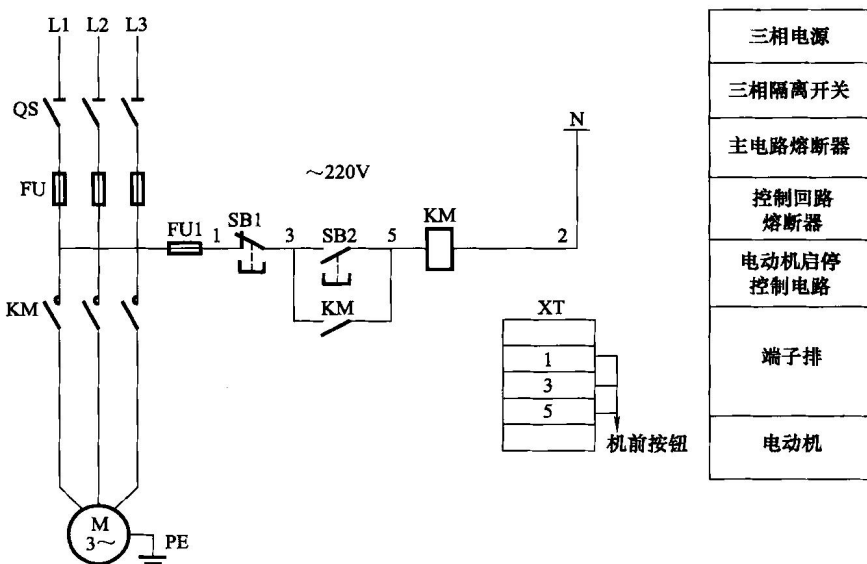 L1 L2 L3
QS
FU
~220V
N
FU1
1
SB1
3
SB2
5
KM
2
KM
KM
XT
1
3
5
机前按钮
M
3~
PE
三相电源
三相隔离开关
主电路熔断器
控制回路
熔断器
电动机启停
控制电路
端子排
电动机